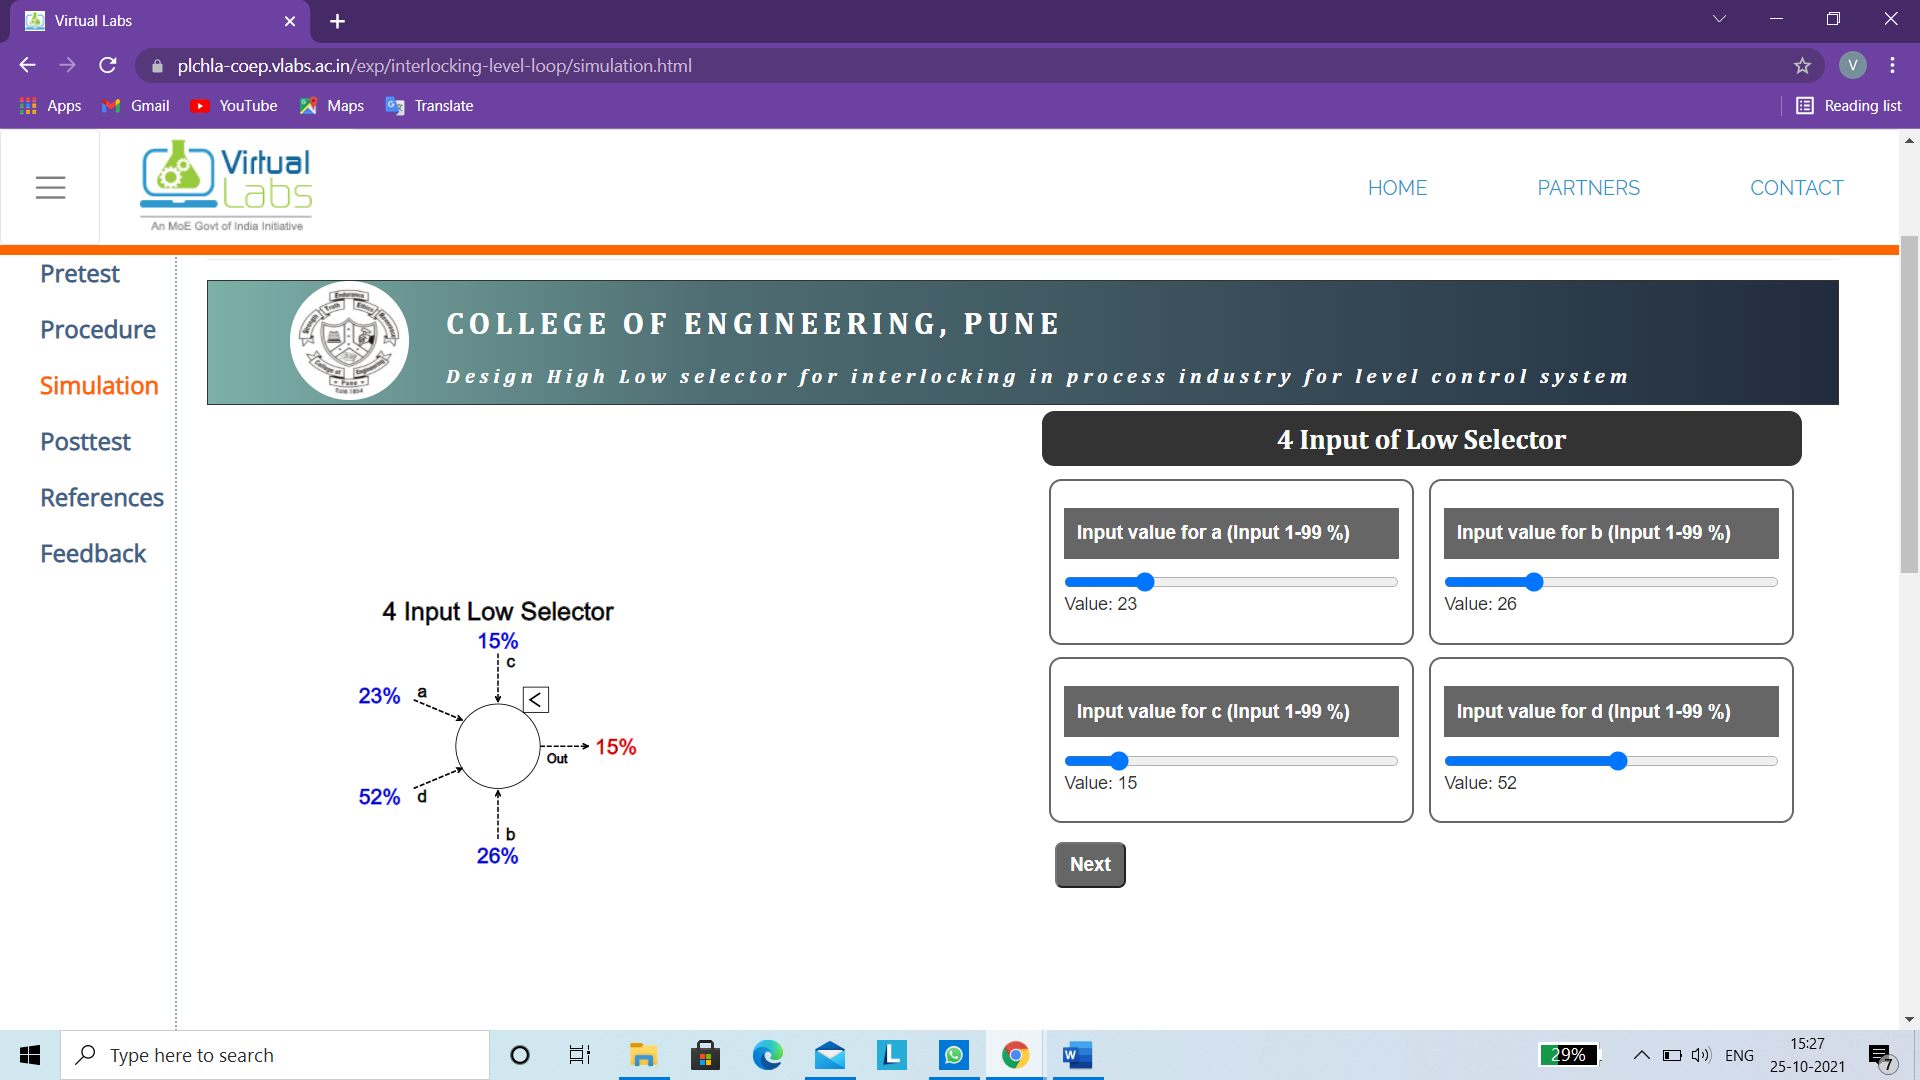 Virtual Labs
plchla-coep.vlabs.ac.in/exp/interlocking-level-loop/simulation.html
V
Apps
Gmail
YouTube
Maps
Translate
Reading list
Virtual
Labs
An MoE Govt of India Initiative
HOME
PARTNERS
CONTACT
Pretest
Procedure
Simulation
Posttest
References
Feedback
COLLEGE OF ENGINEERING, PUNE
Design High Low selector for interlocking in process industry for level control system
4 Input Low Selector
15%
c
23%
a
<
Out
15%
52%
d
b
26%
4 Input of Low Selector
Input value for a (Input 1-99 %)
Value: 23
Input value for b (Input 1-99 %)
Value: 26
Input value for c (Input 1-99 %)
Value: 15
Input value for d (Input 1-99 %)
Value: 52
Next
Type here to search
L
W
29%
ENG
15:27
25-10-2021
7